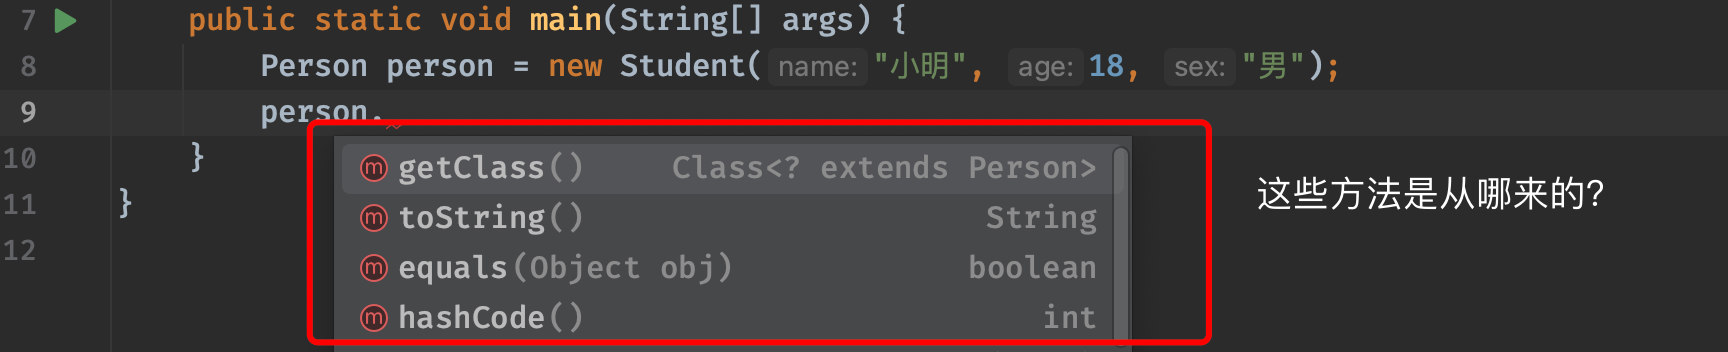 7 public static void main(String[] args) {
8 Person person = new Student( name: "小明", age: 18, sex: "男");
9 person.
10 }
11 }
12
m getClass() Class<? extends Person>
m toString() String
m equals(Object obj) boolean
m hashCode() int
这些方法是从哪来的?